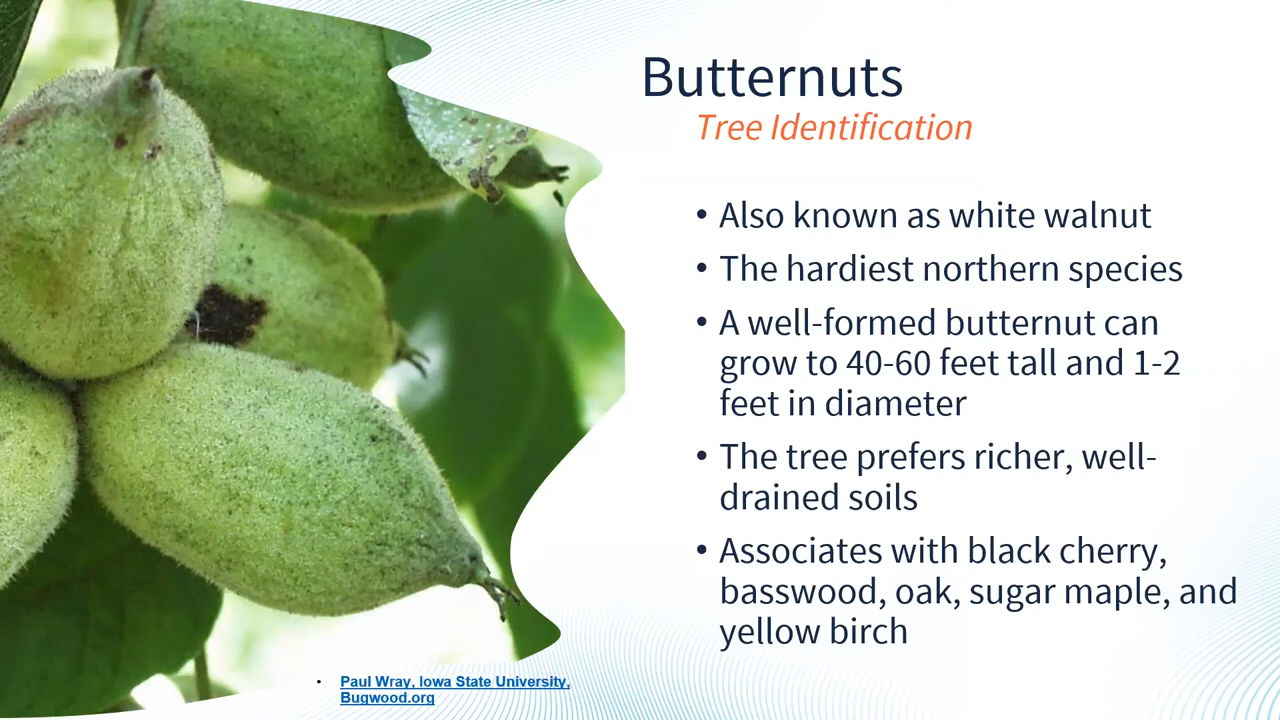 Butternuts
Tree Identification
• Also known as white walnut
• The hardiest northern species
• A well-formed butternut can
grow to 40-60 feet tall and 1-2
feet in diameter
• The tree prefers richer, well-
drained soils
• Associates with black cherry,
basswood, oak, sugar maple, and
yellow birch
• Paul Wray, Iowa State University,
Bugwood.org